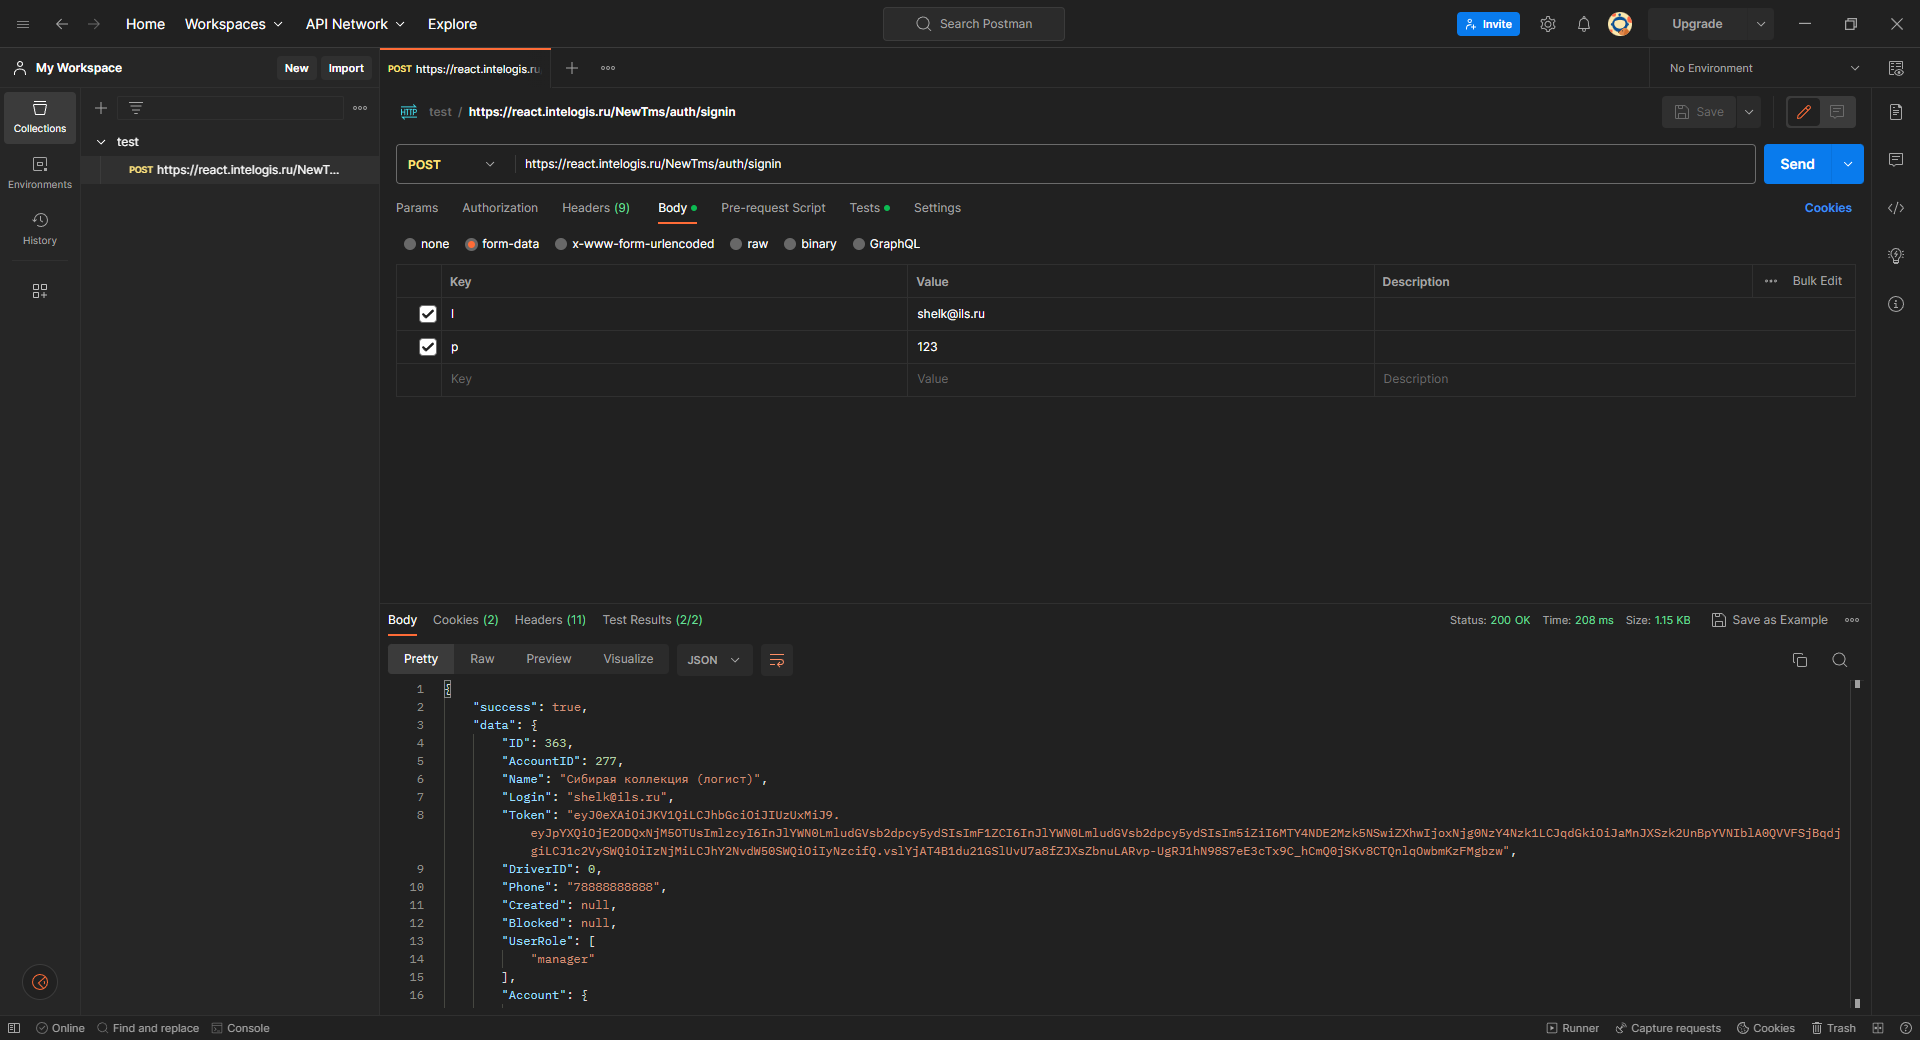 Home Workspaces API Network Explore Search Postman Invite Upgrade
My Workspace New Import POST https://react.intelogis.ru No Environment
Collections
test / https://react.intelogis.ru/NewTms/auth/signin Save
test
POST https://react.intelogis.ru/NewT...
POST https://react.intelogis.ru/NewTms/auth/signin Send
Environments
History
Params Authorization Headers (9) Body Pre-request Script Tests Settings Cookies
none form-data x-www-form-urlencoded raw binary GraphQL
Key Value Description Bulk Edit
l shelk@ils.ru
p 123
Key Value Description
Body Cookies (2) Headers (11) Test Results (2/2) Status: 200 OK Time: 208 ms Size: 1.15 KB Save as Example
Pretty Raw Preview Visualize JSON
1 {
2 "success": true,
3 "data": {
4 "ID": 363,
5 "AccountID": 277,
6 "Name": "Сибирая коллекция (логист)",
7 "Login": "shelk@ils.ru",
8 "Token": "eyJ0eXAiOiJKV1QiLCJhbGciOiJIUzUxMiJ9.
eyJpYXQiOjE2ODQxNjM5OTUsImlzcyI6InJlYWN0LmludGVsb2dpcy5ydSIsImF1ZCI6InJlYWN0LmludGVsb2dpcy5ydSIsIm5iZiI6MTY4NDE2Mzk5NSwiZXhwIjoxNjg0NzY4Nzk1LCJqdGkiOiJaMnJXSzk2UnBpYVNIblA0QVVFSjBqdj
giLCJ1c2VySWQiOiIzNjMiLCJhY2NvdW50SWQiOiIyNzcifQ.vslYjAT4B1du21GSlUvU7a8fZJXsZbnuLARvp-UgRJ1hN98S7eE3cTx9C_hCmQ0jSKv8CTQnlqOwbmKzFMgbzw",
9 "DriverID": 0,
10 "Phone": "78888888888",
11 "Created": null,
12 "Blocked": null,
13 "UserRole": [
14 "manager"
15 ],
16 "Account": {
Online Find and replace Console Runner Capture requests Cookies Trash